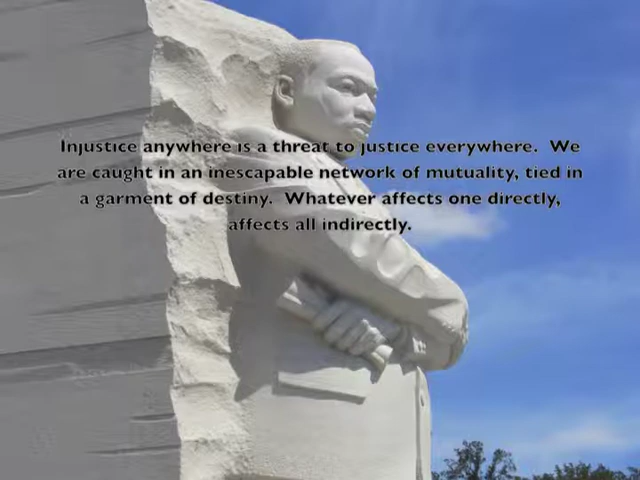 Injustice anywhere is a threat to justice everywhere.  We
are caught in an inescapable network of mutuality, tied in
a garment of destiny.  Whatever affects one directly,
affects all indirectly.